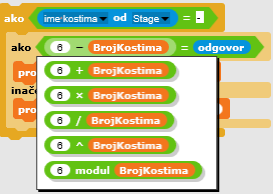 ako ime kostima od Stage = -
ako 6 − BrojKostima = odgovor
pro
inač
pro
6 + BrojKostima
6 × BrojKostima
6 / BrojKostima
6 ^ BrojKostima
6 modul BrojKostima